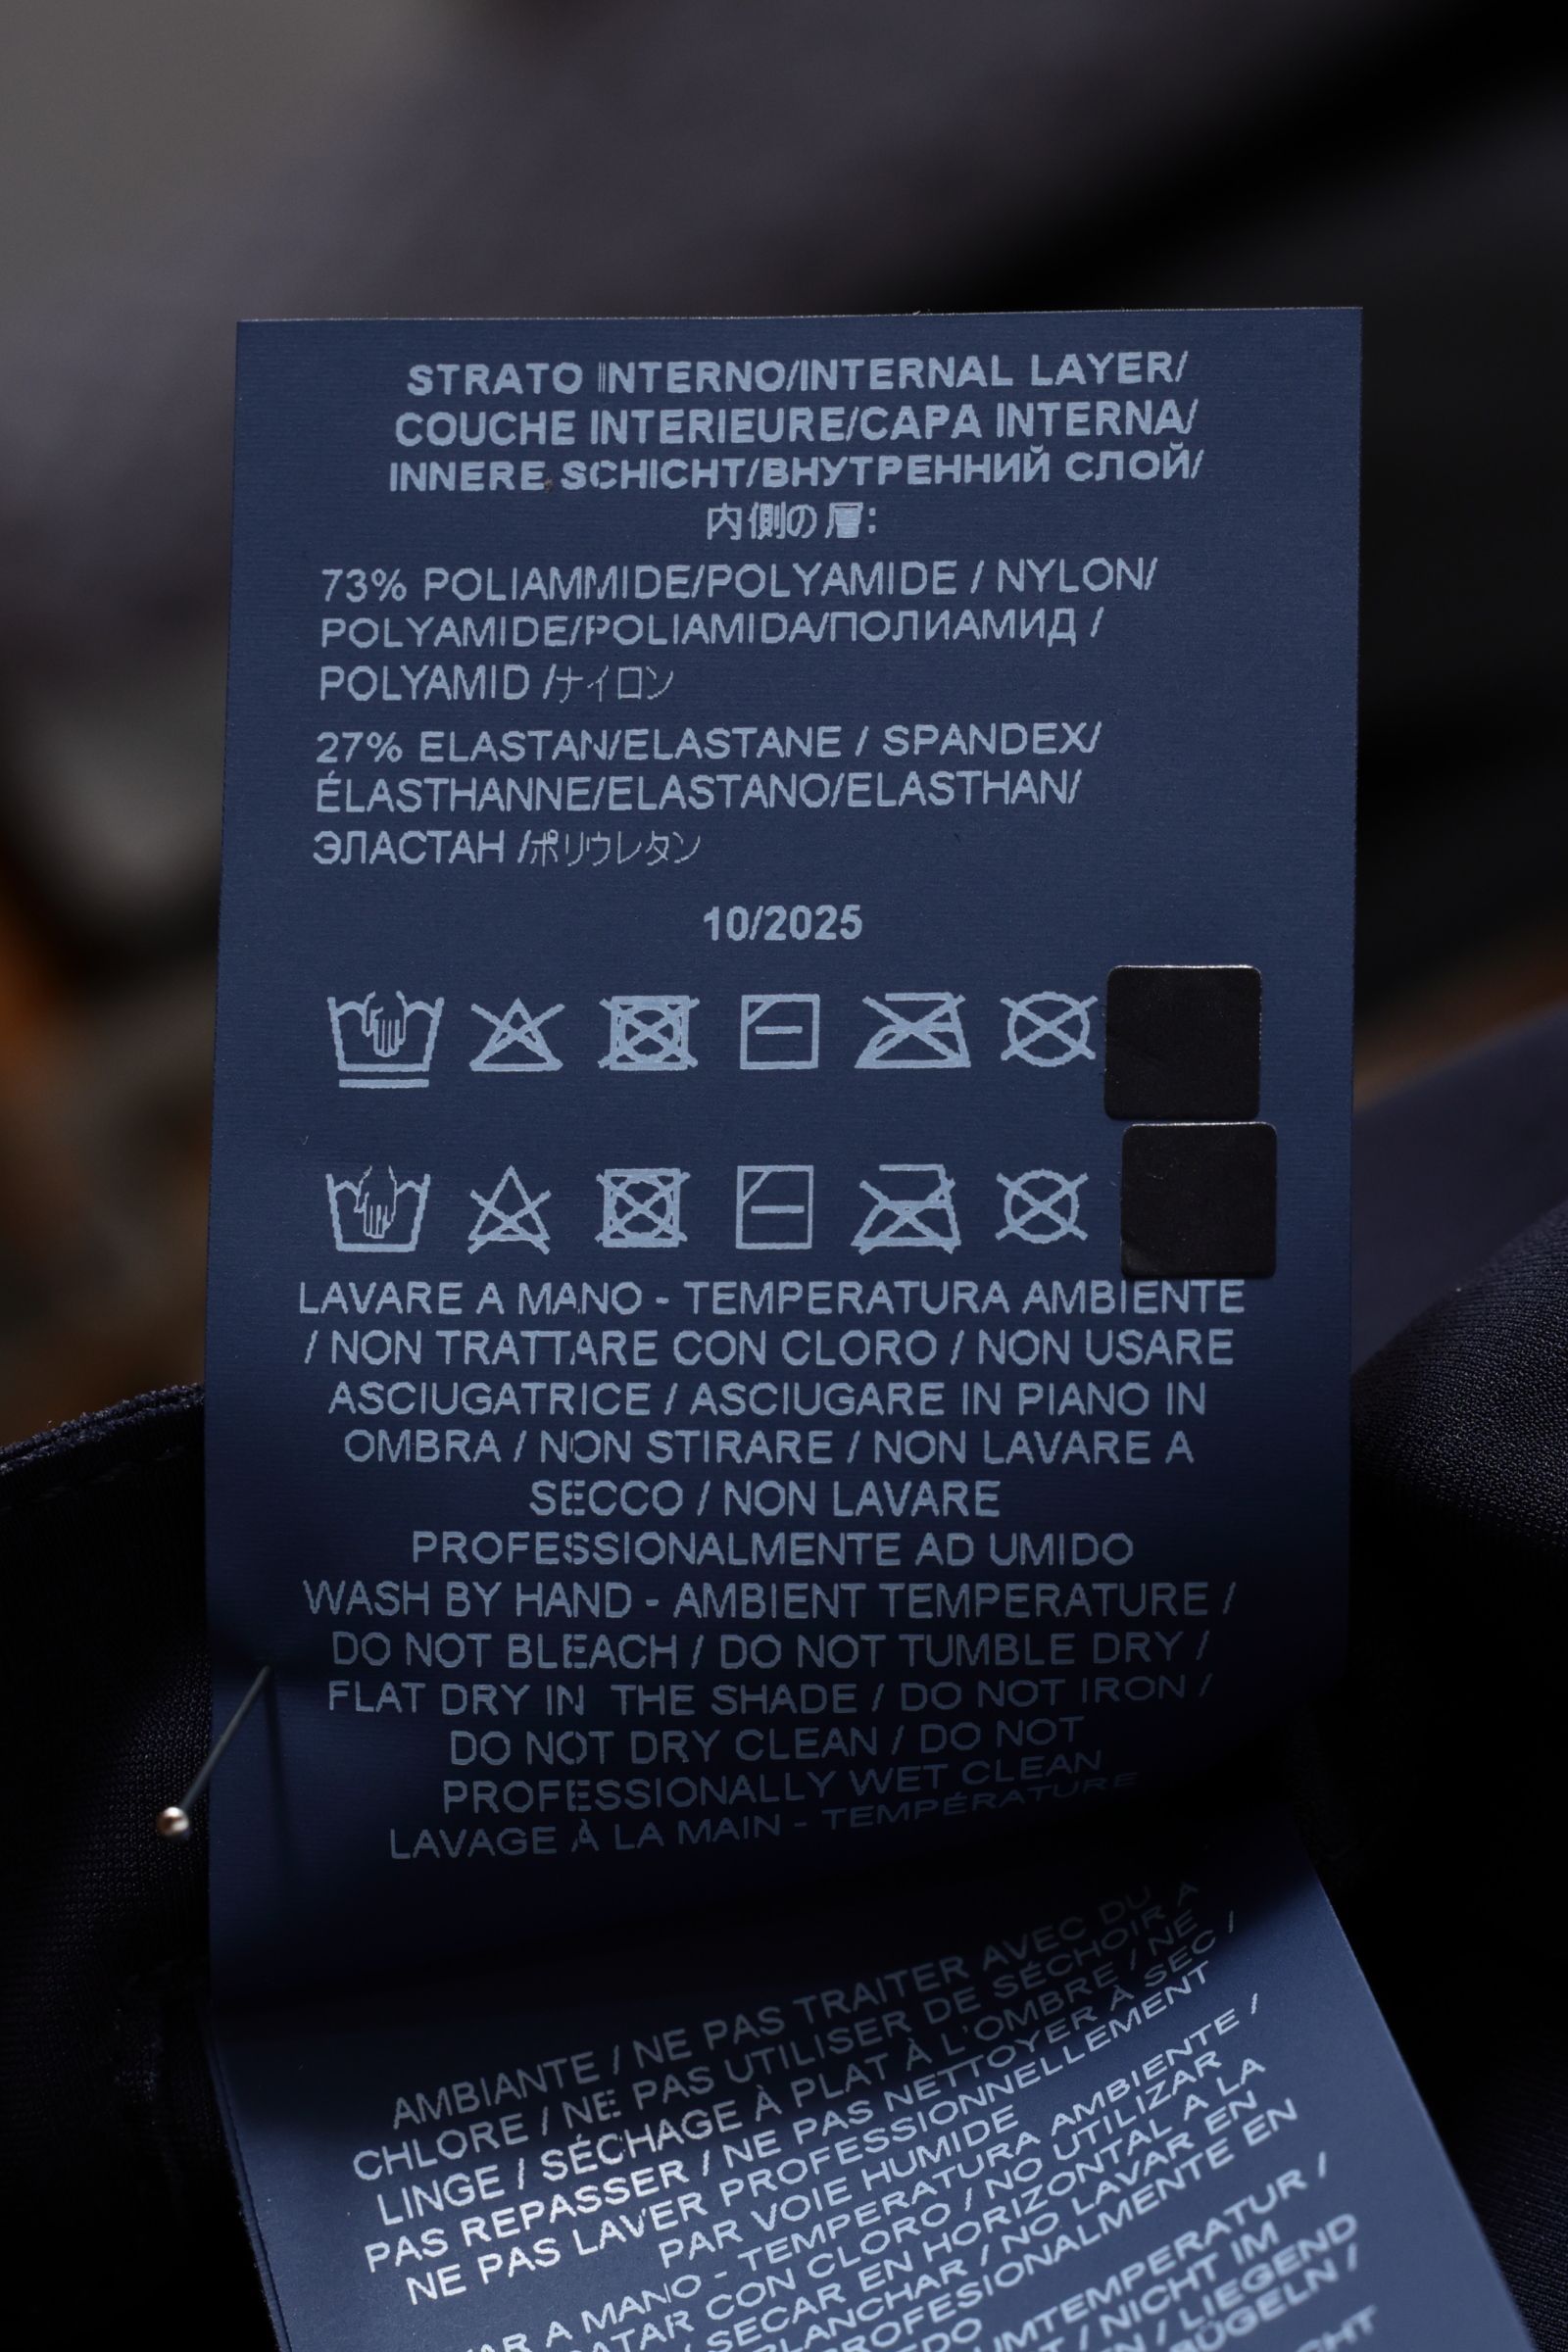 STRATO INTERNO/INTERNAL LAYER/
COUCHE INTERIEURE/CAPA INTERNA/
INNERE SCHICHT/ВНУТРЕННИЙ СЛОЙ/
内側の層:
73% POLIAMMIDE/POLYAMIDE / NYLON/
POLYAMIDE/POLIAMIDA/ПОЛИАМИД /
POLYAMID /ナイロン
27% ELASTAN/ELASTANE / SPANDEX/
ÉLASTHANNE/ELASTANO/ELASTHAN/
ЭЛАСТАН /ポリウレタン
10/2025
LAVARE A MANO - TEMPERATURA AMBIENTE
/ NON TRATTARE CON CLORO / NON USARE
ASCIUGATRICE / ASCIUGARE IN PIANO IN
OMBRA / NON STIRARE / NON LAVARE A
SECCO / NON LAVARE
PROFESSIONALMENTE AD UMIDO
WASH BY HAND - AMBIENT TEMPERATURE /
DO NOT BLEACH / DO NOT TUMBLE DRY /
FLAT DRY IN THE SHADE / DO NOT IRON /
DO NOT DRY CLEAN / DO NOT
PROFESSIONALLY WET CLEAN
LAVAGE À LA MAIN - TEMPÉRATURE
AMBIANTE / NE PAS TRAITER AVEC DU
CHLORE / NE PAS UTILISER DE SÉCHOIR À
LINGE / SÉCHAGE À PLAT À L'OMBRE / NE
PAS REPASSER / NE PAS NETTOYER À SEC /
NE PAS LAVER PROFESSIONNELLEMENT
PAR VOIE HUMIDE
A MANO - TEMPERATURA AMBIENTE /
CON CLORO / NO UTILIZAR
SECAR EN HORIZONTAL A LA
/ NO LAVAR EN
EN
/ NICHT IM
/ LIEGEND